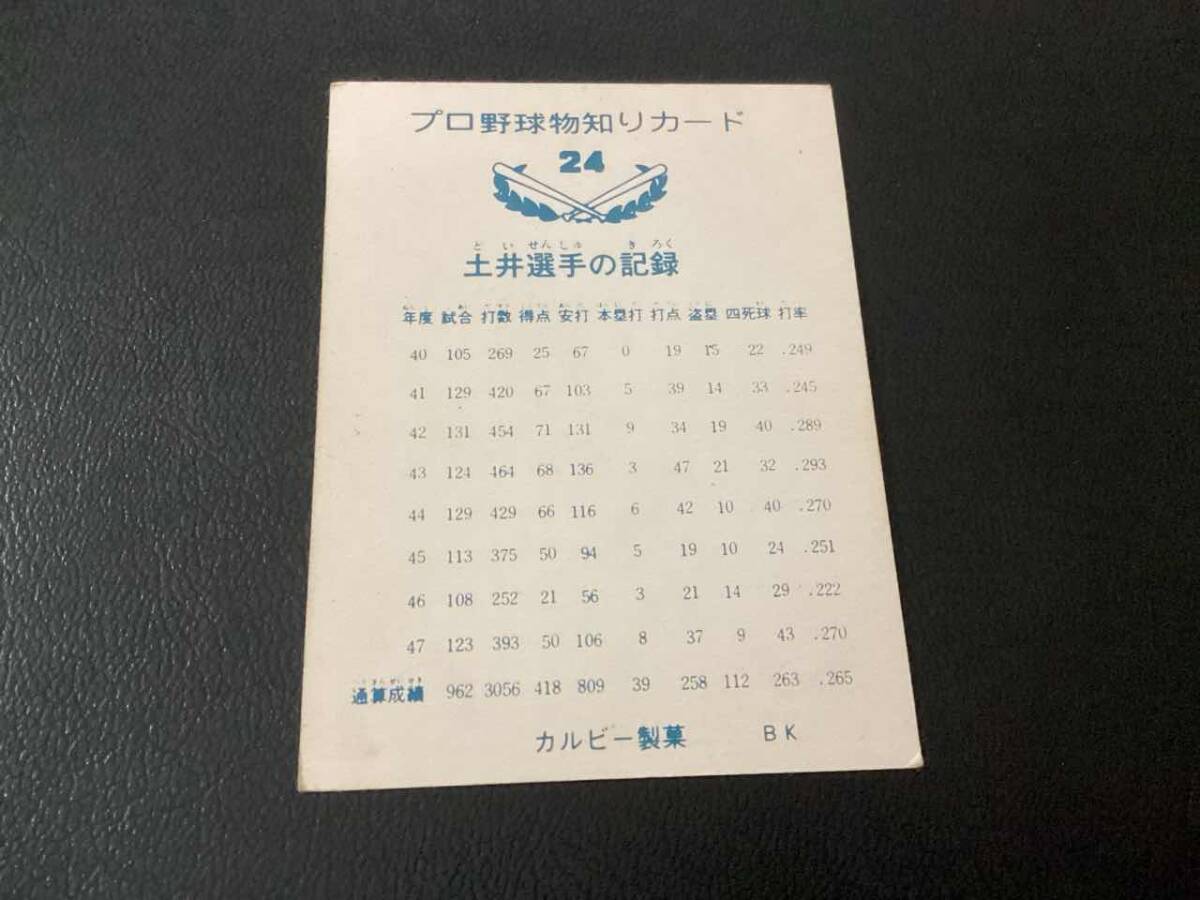 プロ野球物知りカード
24
どいせんしゅ きろく
土井選手の記録
年度 試合 打数 得点 安打 本塁打 打点 盗塁 四死球 打率
40 105 269 25 67 0 19 15 22 .249
41 129 420 67 103 5 39 14 33 .245
42 131 454 71 131 9 34 19 40 .289
43 124 464 68 136 3 47 21 32 .293
44 129 429 66 116 6 42 10 40 .270
45 113 375 50 94 5 19 10 24 .251
46 108 252 21 56 3 21 14 29 .222
47 123 393 50 106 8 37 9 43 .270
通算成績 962 3056 418 809 39 258 112 263 .265
カルビー製菓 BK